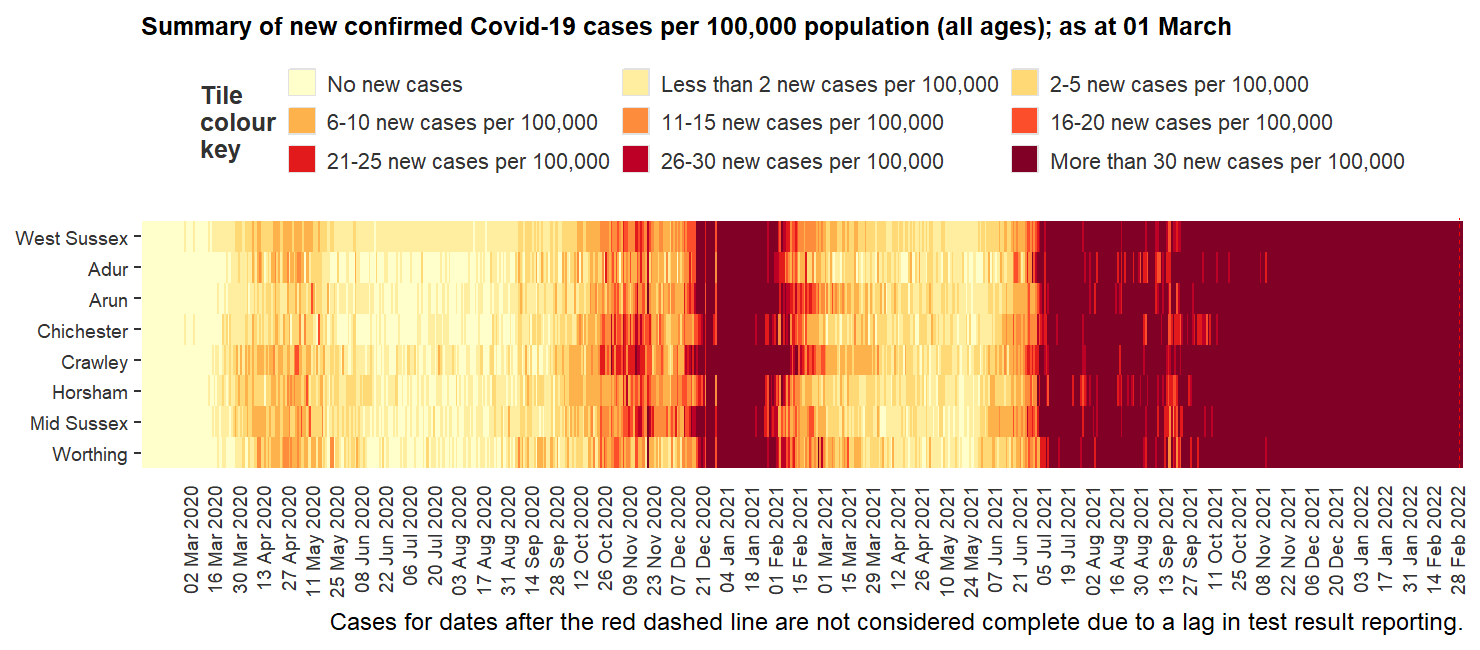 Summary of new confirmed Covid-19 cases per 100,000 population (all ages); as at 01 March
Tile
colour
key
No new cases
Less than 2 new cases per 100,000
2-5 new cases per 100,000
6-10 new cases per 100,000
11-15 new cases per 100,000
16-20 new cases per 100,000
21-25 new cases per 100,000
26-30 new cases per 100,000
More than 30 new cases per 100,000
West Sussex
Adur
Arun
Chichester
Crawley
Horsham
Mid Sussex
Worthing
02 Mar 2020
16 Mar 2020
30 Mar 2020
13 Apr 2020
27 Apr 2020
11 May 2020
25 May 2020
08 Jun 2020
22 Jun 2020
06 Jul 2020
20 Jul 2020
03 Aug 2020
17 Aug 2020
31 Aug 2020
14 Sep 2020
28 Sep 2020
12 Oct 2020
26 Oct 2020
09 Nov 2020
23 Nov 2020
07 Dec 2020
21 Dec 2020
04 Jan 2021
18 Jan 2021
01 Feb 2021
15 Feb 2021
01 Mar 2021
15 Mar 2021
29 Mar 2021
12 Apr 2021
26 Apr 2021
10 May 2021
24 May 2021
07 Jun 2021
21 Jun 2021
05 Jul 2021
19 Jul 2021
02 Aug 2021
16 Aug 2021
30 Aug 2021
13 Sep 2021
27 Sep 2021
11 Oct 2021
25 Oct 2021
08 Nov 2021
22 Nov 2021
06 Dec 2021
20 Dec 2021
03 Jan 2022
17 Jan 2022
31 Jan 2022
14 Feb 2022
28 Feb 2022
Cases for dates after the red dashed line are not considered complete due to a lag in test result reporting.